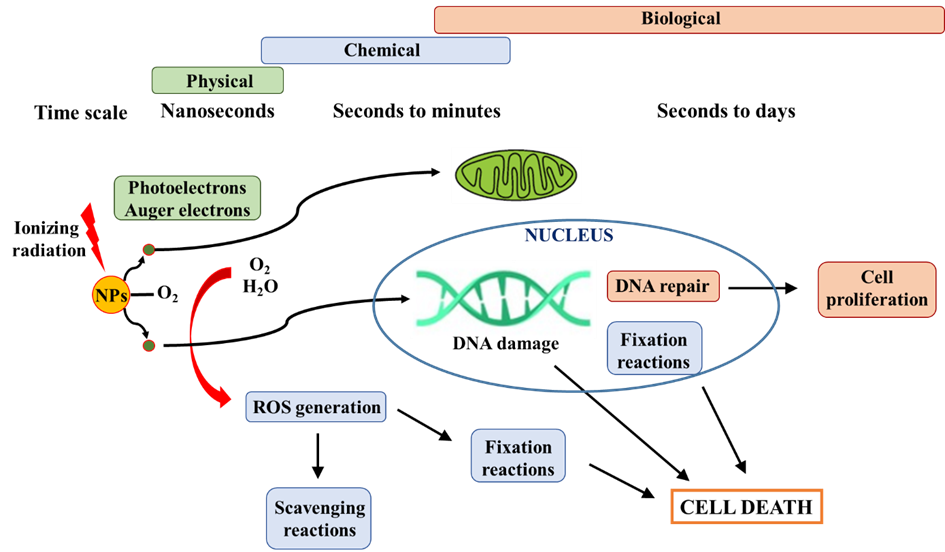 Biological
Chemical
Physical
Time scale
Nanoseconds
Seconds to minutes
Seconds to days
Photoelectrons
Auger electrons
Ionizing
radiation
NPs
O₂
O₂
H₂O
NUCLEUS
DNA damage
DNA repair
Fixation
reactions
Cell
proliferation
ROS generation
Fixation
reactions
Scavenging
reactions
CELL DEATH